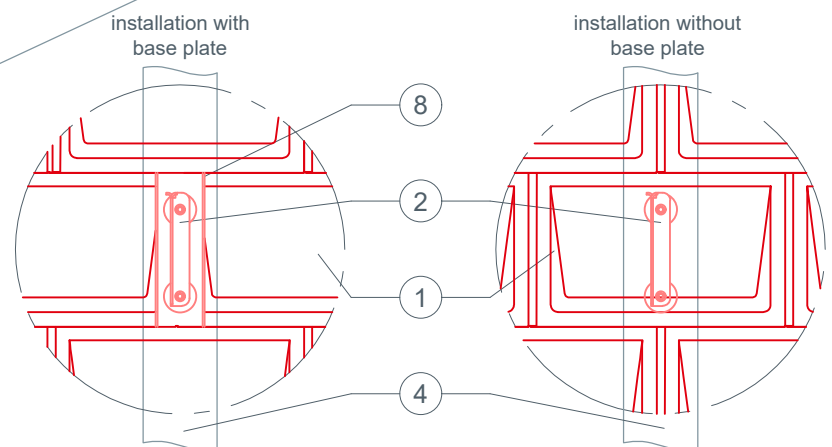 installation with
base plate
installation without
base plate
8
2
1
4